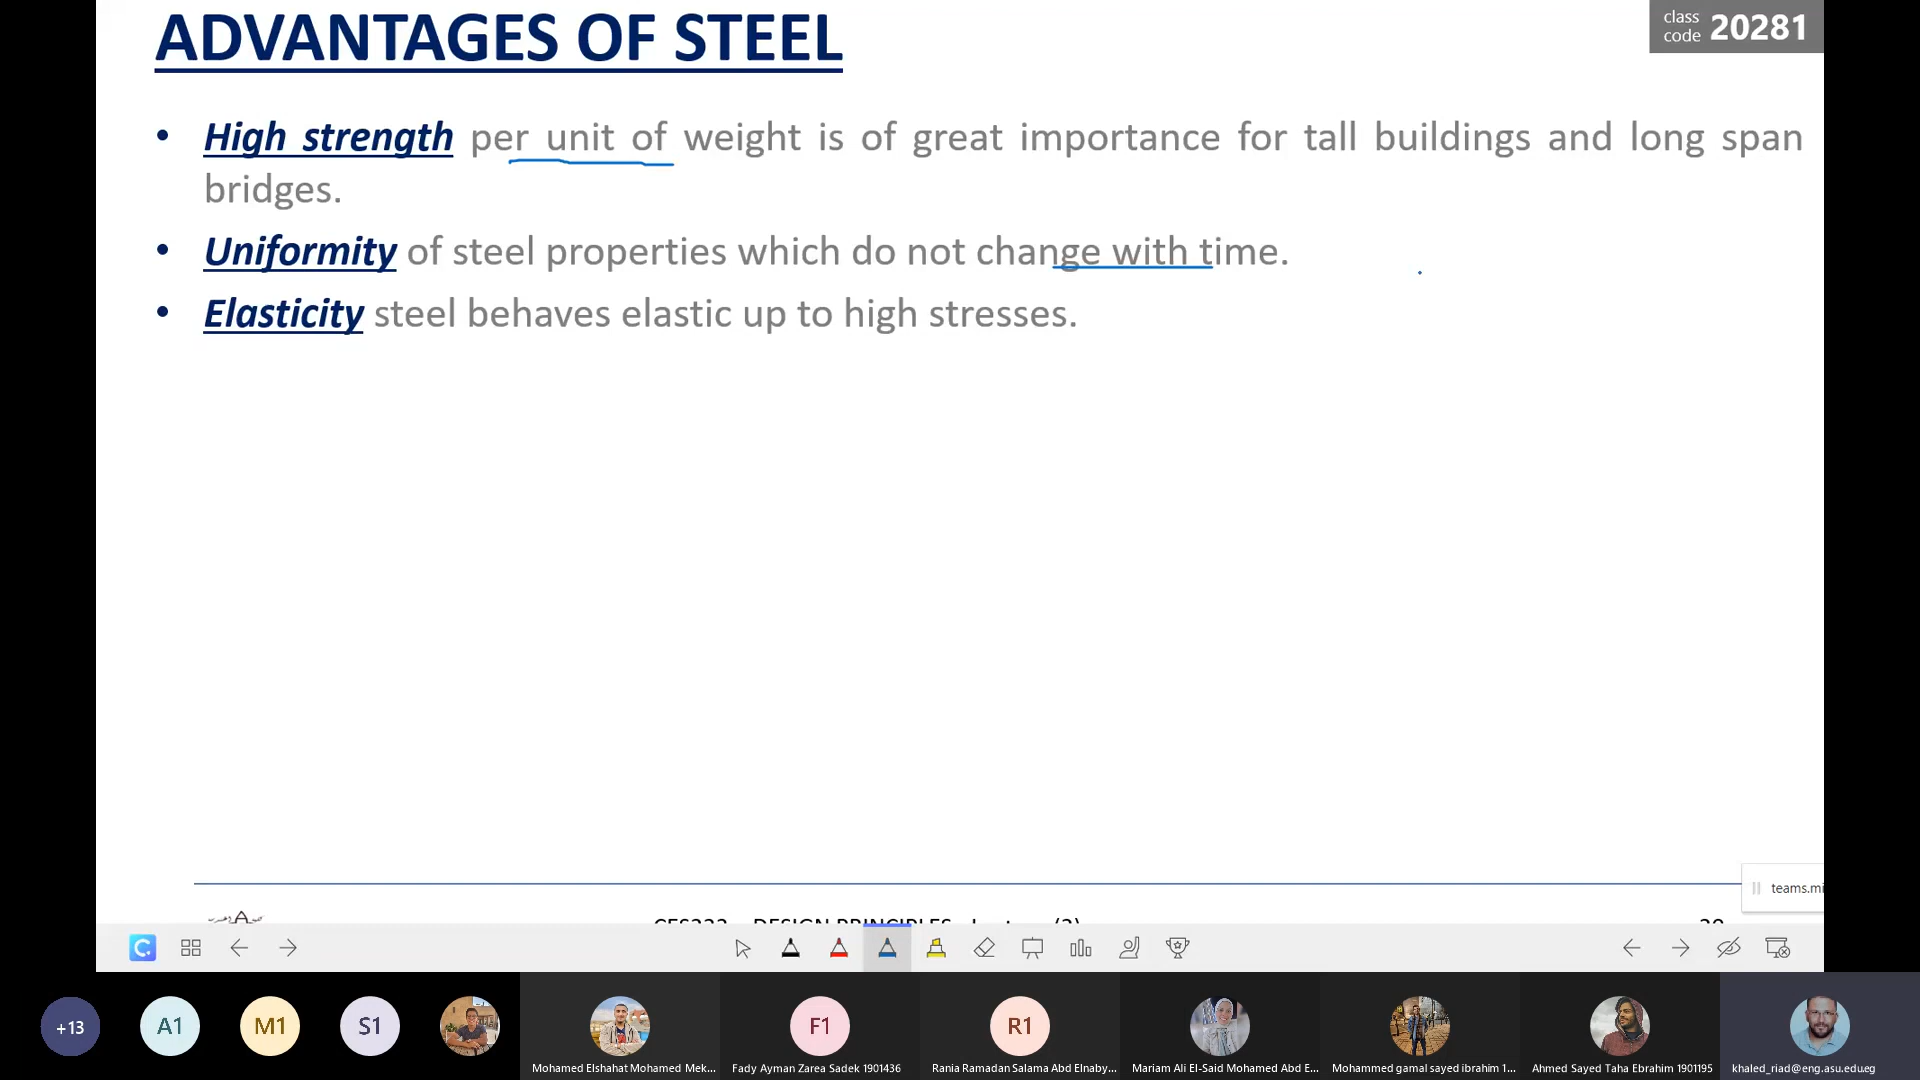 ADVANTAGES OF STEEL
class
code 20281
• High strength per unit of weight is of great importance for tall buildings and long span
bridges.
• Uniformity of steel properties which do not change with time.
• Elasticity steel behaves elastic up to high stresses.
teams.mi
DESIGN PRINCIPLES
+13
A1
M1
S1
F1
R1
Mohamed Elshahat Mohamed Mek...
Fady Ayman Zarea Sadek 1901436
Rania Ramadan Salama Abd Elnaby...
Mariam Ali El-Said Mohamed Abd E...
Mohammed gamal sayed ibrahim 1...
Ahmed Sayed Taha Ebrahim 1901195
khaled_riad@eng.asu.edu.eg